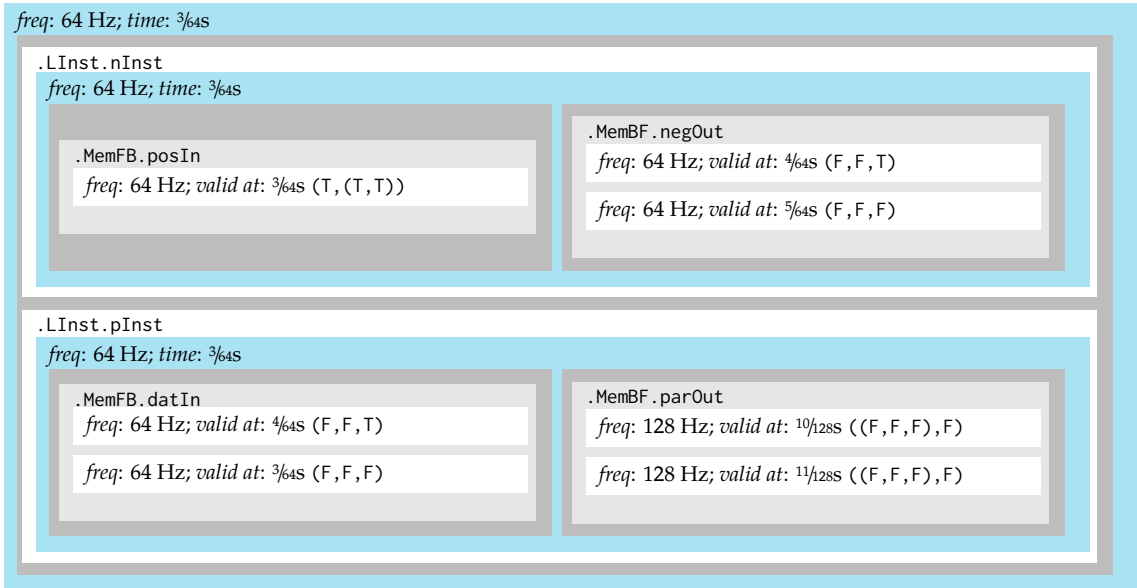 freq: 64 Hz; time: 3⁄64s
.LInst.nInst
freq: 64 Hz; time: 3⁄64s
.MemFB.posIn
freq: 64 Hz; valid at: 3⁄64s (T,(T,T))
.MemBF.negOut
freq: 64 Hz; valid at: 4⁄64s (F,F,T)
freq: 64 Hz; valid at: 5⁄64s (F,F,F)
.LInst.pInst
freq: 64 Hz; time: 3⁄64s
.MemFB.datIn
freq: 64 Hz; valid at: 4⁄64s (F,F,T)
freq: 64 Hz; valid at: 3⁄64s (F,F,F)
.MemBF.parOut
freq: 128 Hz; valid at: 10⁄128s ((F,F,F),F)
freq: 128 Hz; valid at: 11⁄128s ((F,F,F),F)